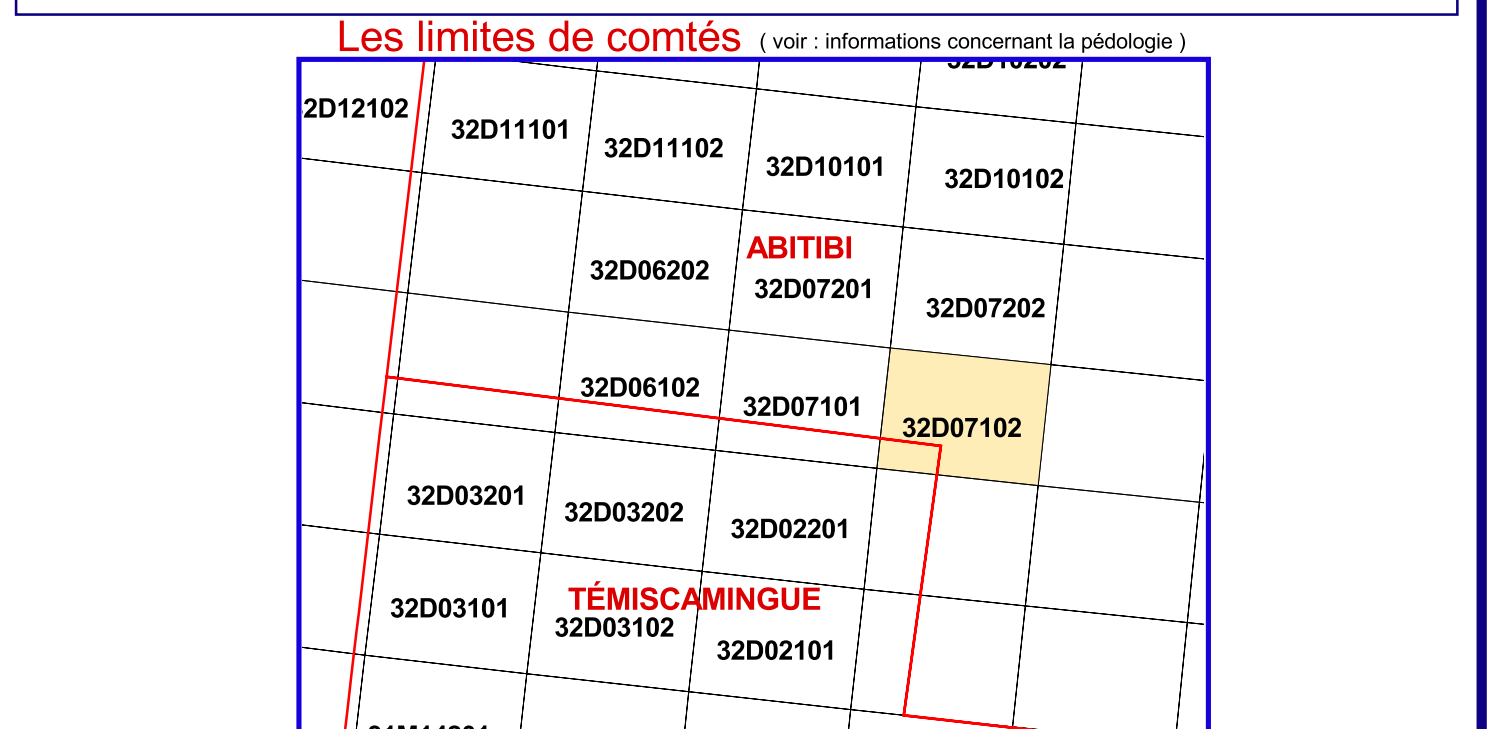 Les limites de comtés ( voir : informations concernant la pédologie )
32D10202
2D12102
32D11101
32D11102
32D10101
32D10102
ABITIBI
32D06202
32D07201
32D07202
32D06102
32D07101
32D07102
32D03201
32D03202
32D02201
TÉMISCAMINGUE
32D03101
32D03102
32D02101